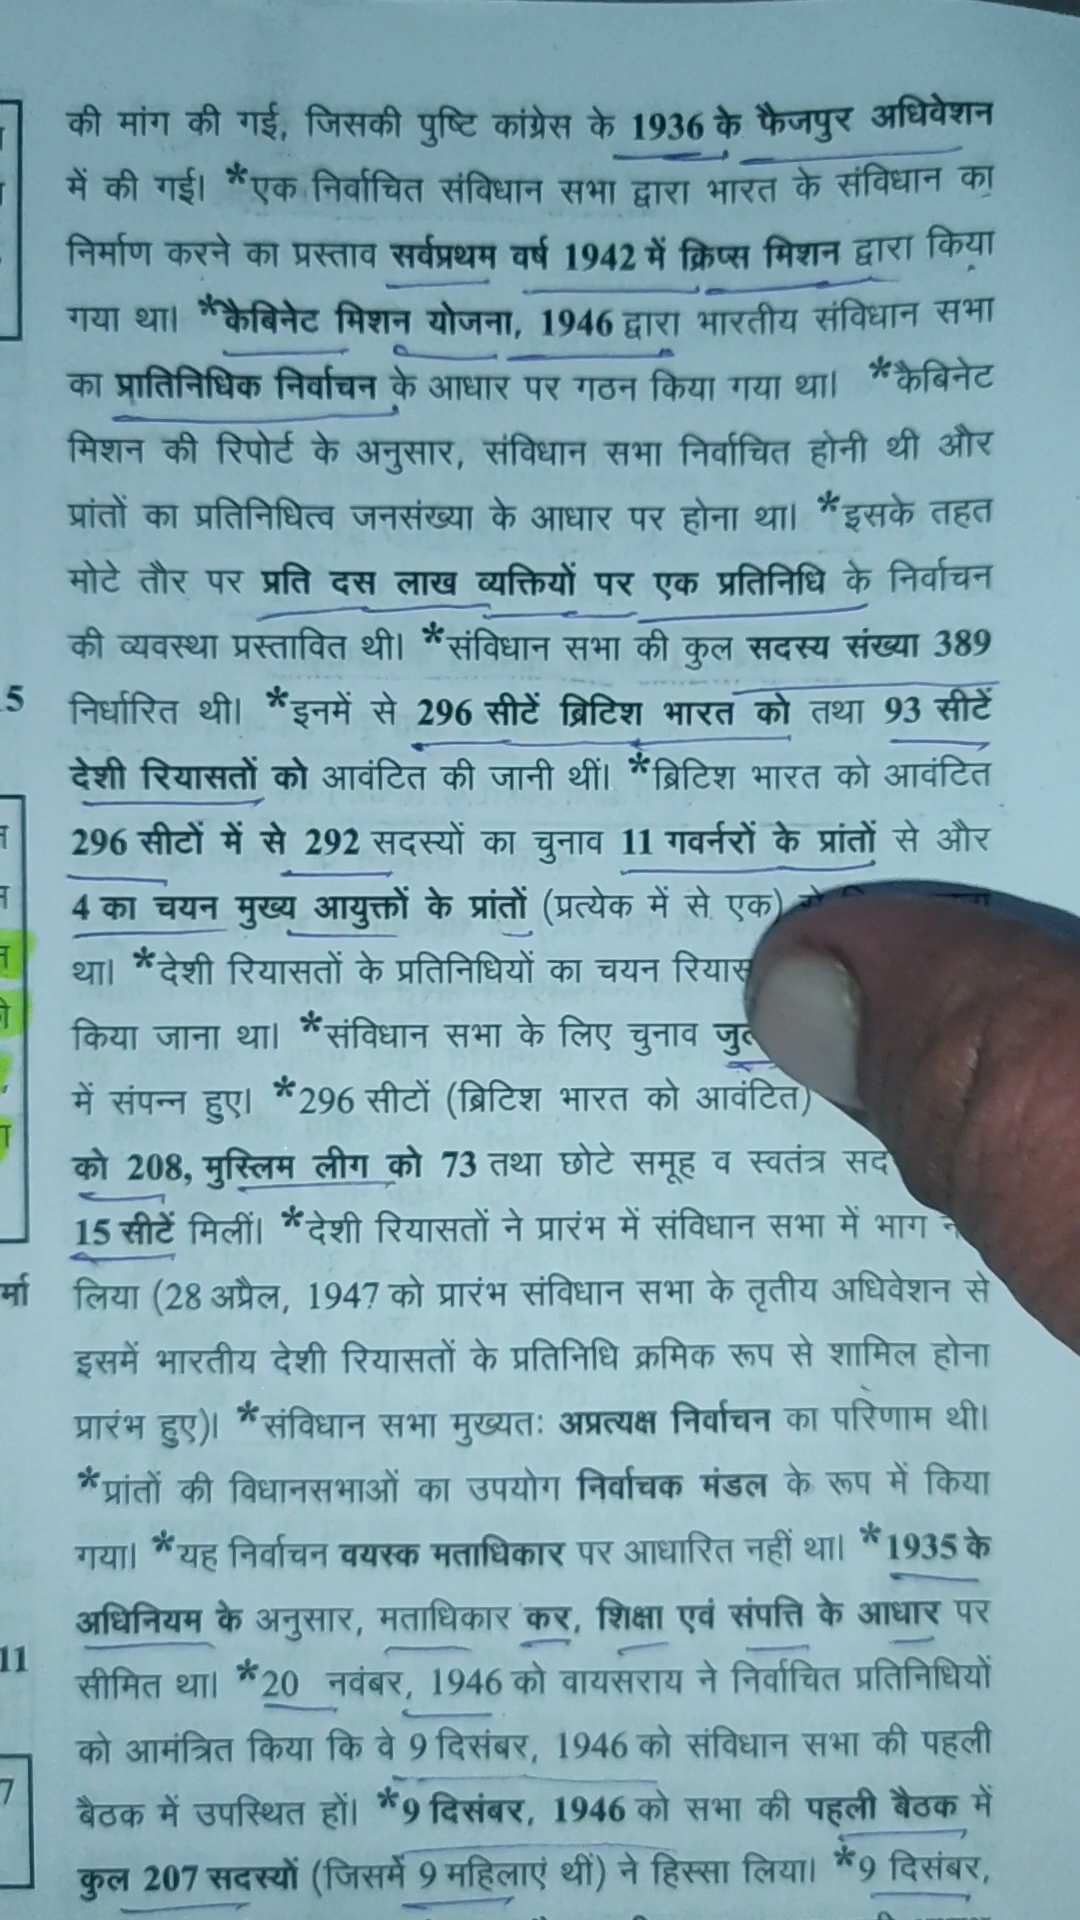 की मांग की गई, जिसकी पुष्टि कांग्रेस के 1936 के फैजपुर अधिवेशन
में की गई। *एक निर्वाचित संविधान सभा द्वारा भारत के संविधान का
निर्माण करने का प्रस्ताव सर्वप्रथम वर्ष 1942 में क्रिप्स मिशन द्वारा किया
गया था। *कैबिनेट मिशन योजना, 1946 द्वारा भारतीय संविधान सभा
का प्रातिनिधिक निर्वाचन के आधार पर गठन किया गया था। *कैबिनेट
मिशन की रिपोर्ट के अनुसार, संविधान सभा निर्वाचित होनी थी और
प्रांतों का प्रतिनिधित्व जनसंख्या के आधार पर होना था। *इसके तहत
मोटे तौर पर प्रति दस लाख व्यक्तियों पर एक प्रतिनिधि के निर्वाचन
की व्यवस्था प्रस्तावित थी। *संविधान सभा की कुल सदस्य संख्या 389
निर्धारित थी। *इनमें से 296 सीटें ब्रिटिश भारत को तथा 93 सीटें
देशी रियासतों को आवंटित की जानी थीं। *ब्रिटिश भारत को आवंटित
296 सीटों में से 292 सदस्यों का चुनाव 11 गवर्नरों के प्रांतों से और
4 का चयन मुख्य आयुक्तों के प्रांतों (प्रत्येक में से एक)
था। *देशी रियासतों के प्रतिनिधियों का चयन
किया जाना था। *संविधान सभा के लिए चुनाव
में संपन्न हुए। *296 सीटों (ब्रिटिश भारत को आवंटित)
को 208, मुस्लिम लीग को 73 तथा छोटे समूह व स्वतंत्र
15 सीटें मिलीं। *देशी रियासतों ने प्रारंभ में संविधान सभा में भाग
लिया (28 अप्रैल, 1947 को प्रारंभ संविधान सभा के तृतीय अधिवेशन से
इसमें भारतीय देशी रियासतों के प्रतिनिधि क्रमिक रूप से शामिल होना
प्रारंभ हुए)। *संविधान सभा मुख्यतः अप्रत्यक्ष निर्वाचन का परिणाम थी।
*प्रांतों की विधानसभाओं का उपयोग निर्वाचक मंडल के रूप में किया
गया। *यह निर्वाचन वयस्क मताधिकार पर आधारित नहीं था। *1935 के
अधिनियम के अनुसार, मताधिकार कर, शिक्षा एवं संपत्ति के आधार पर
सीमित था। *20 नवंबर, 1946 को वायसराय ने निर्वाचित प्रतिनिधियों
को आमंत्रित किया कि वे 9 दिसंबर, 1946 को संविधान सभा की पहली
बैठक में उपस्थित हों। *9 दिसंबर, 1946 को सभा की पहली बैठक में
कुल 207 सदस्यों (जिसमें 9 महिलाएं थीं) ने हिस्सा लिया। *9 दिसंबर,